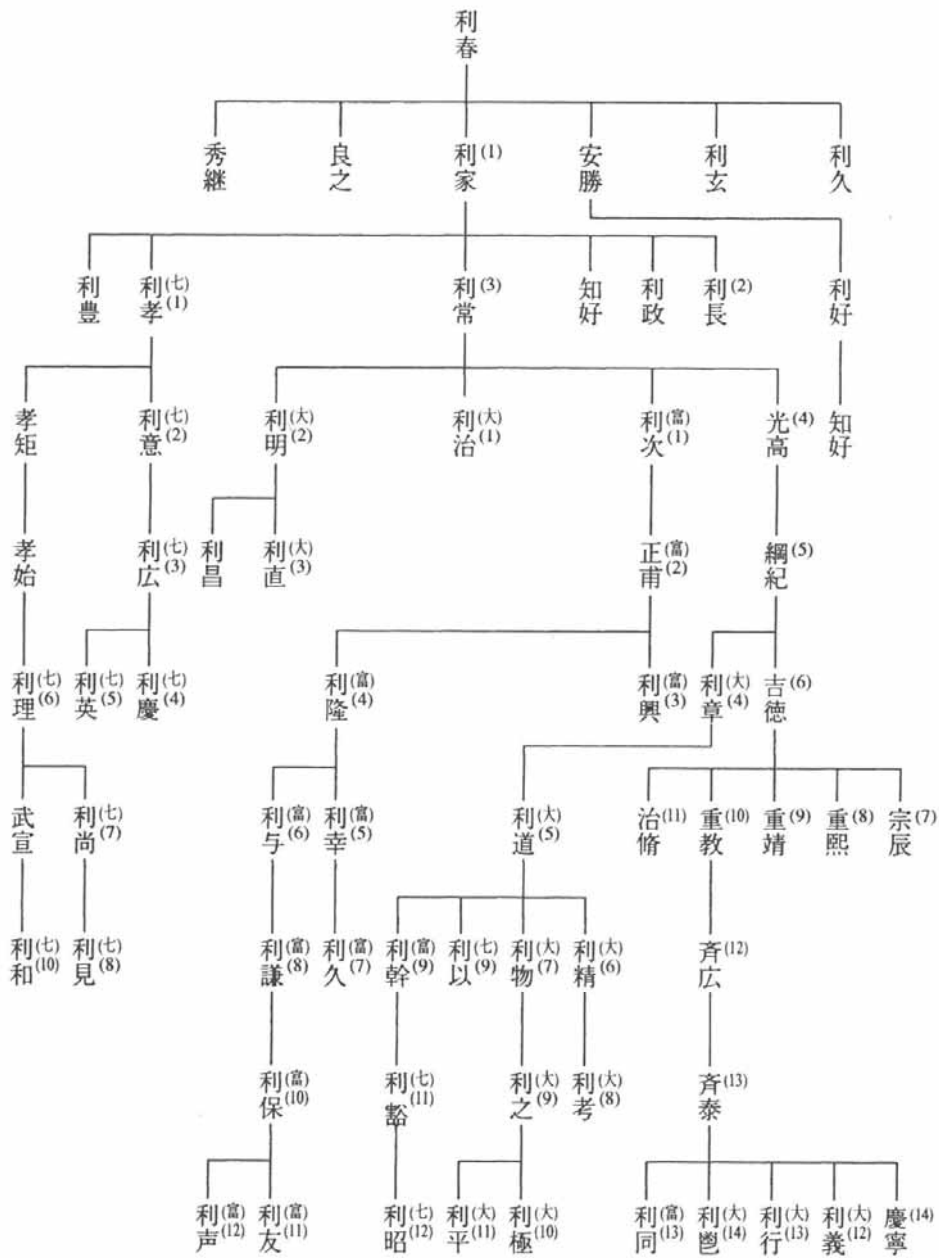 利春
秀継
良之
利家(1)
安勝
利玄
利久
利豊
利孝(七)(1)
利常(3)
知好
利政
利長(2)
利好
孝矩
利意(七)(2)
利明(大)(2)
利治(大)(1)
利次(富)(1)
光高(4)
知好
孝始
利広(七)(3)
利昌
利直(大)(3)
正甫(富)(2)
綱紀(5)
利理(七)(6)
利英(七)(5)
利慶(七)(4)
利隆(富)(4)
利興(富)(3)
利章(大)(4)
吉徳(6)
武宣
利尚(七)(7)
利与(富)(6)
利幸(富)(5)
利道(大)(5)
治脩(11)
重教(10)
重靖(9)
重熙(8)
宗辰(7)
利和(七)(10)
利見(七)(8)
利謙(富)(8)
利久(富)(7)
利幹(富)(9)
利以(七)(9)
利物(大)(7)
利精(大)(6)
斉広(12)
利保(富)(10)
利豁(七)(11)
利之(大)(9)
利考(大)(8)
斉泰(13)
利声(富)(12)
利友(富)(11)
利昭(七)(12)
利平(大)(11)
利極(大)(10)
利同(富)(13)
利鬯(大)(14)
利行(大)(13)
利義(大)(12)
慶寧(14)